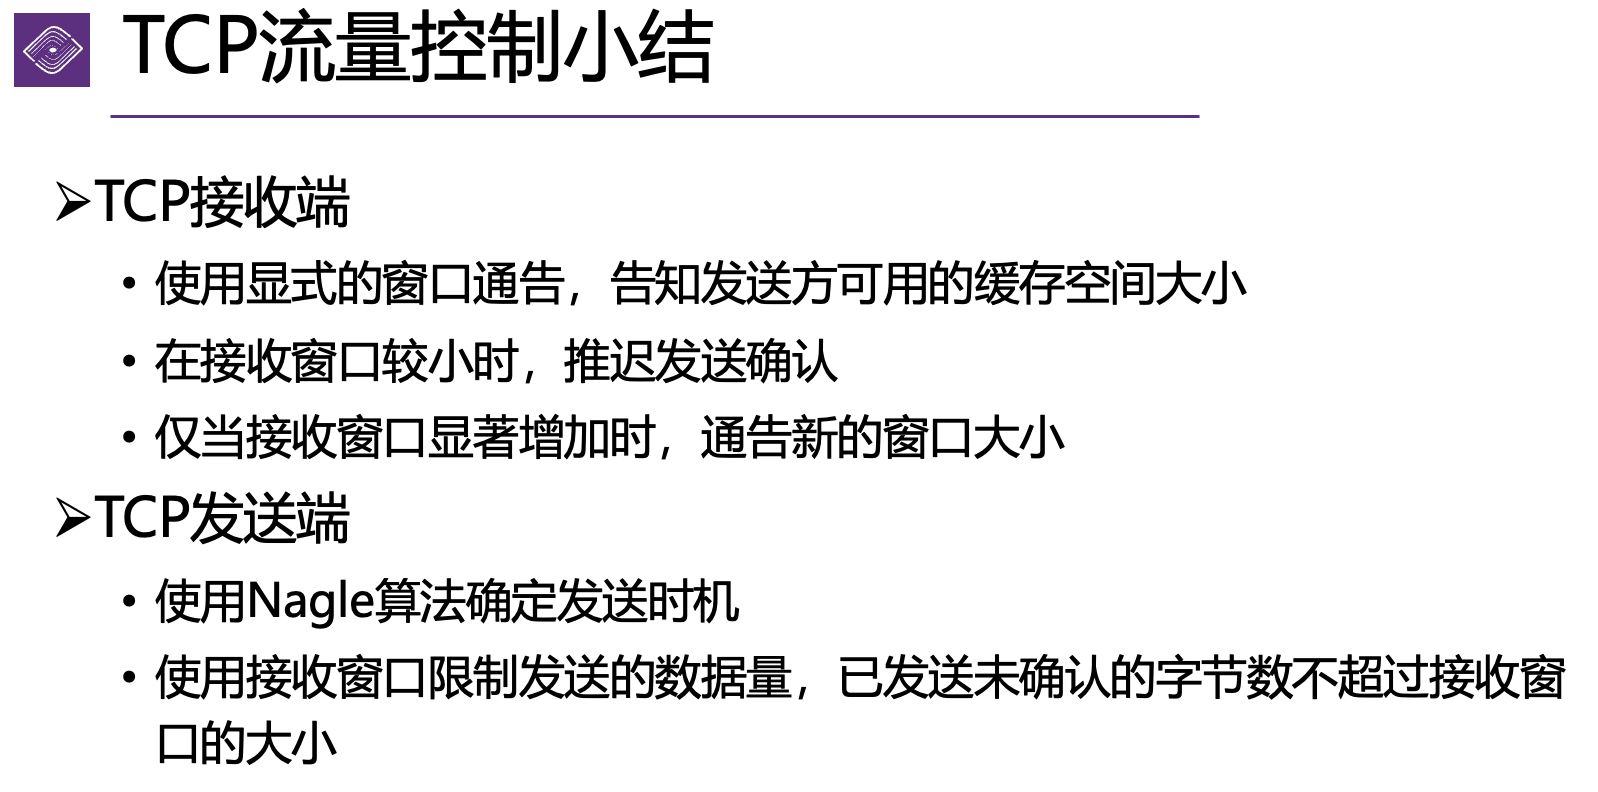 TCP流量控制小结
➢TCP接收端
• 使用显式的窗口通告，告知发送方可用的缓存空间大小
• 在接收窗口较小时，推迟发送确认
• 仅当接收窗口显著增加时，通告新的窗口大小
➢TCP发送端
• 使用Nagle算法确定发送时机
• 使用接收窗口限制发送的数据量，已发送未确认的字节数不超过接收窗
口的大小